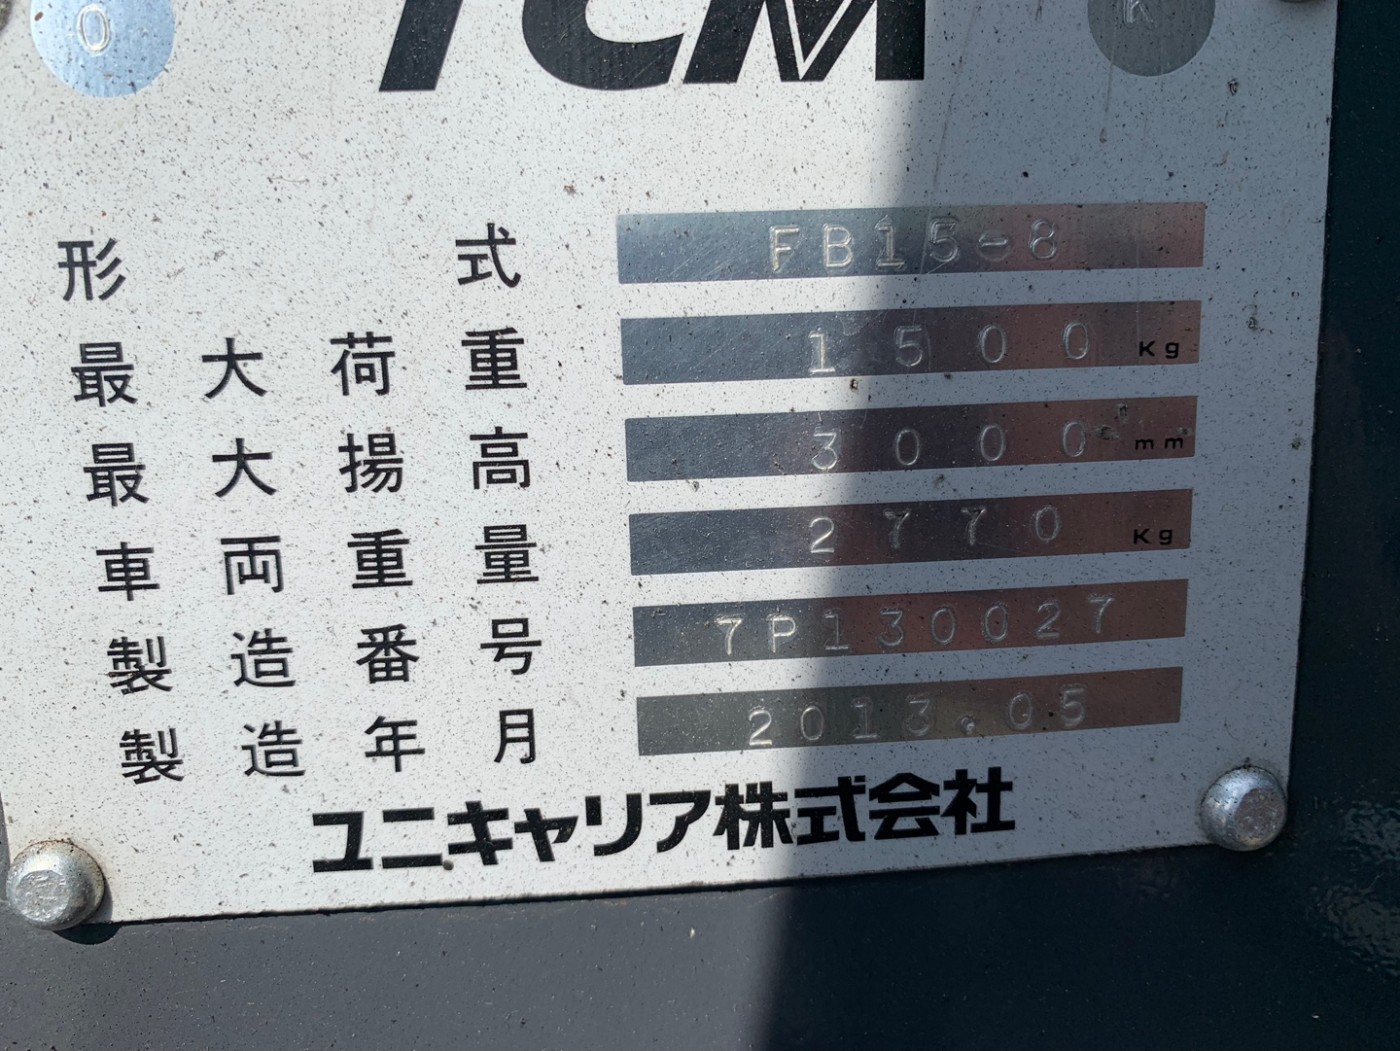 O TCM K
形式 FB15-8
最大荷重 1500 Kg
最大揚高 3000 mm
車両重量 2770 Kg
製造番号 7P130027
製造年月 2013.05
ユニキャリア株式会社